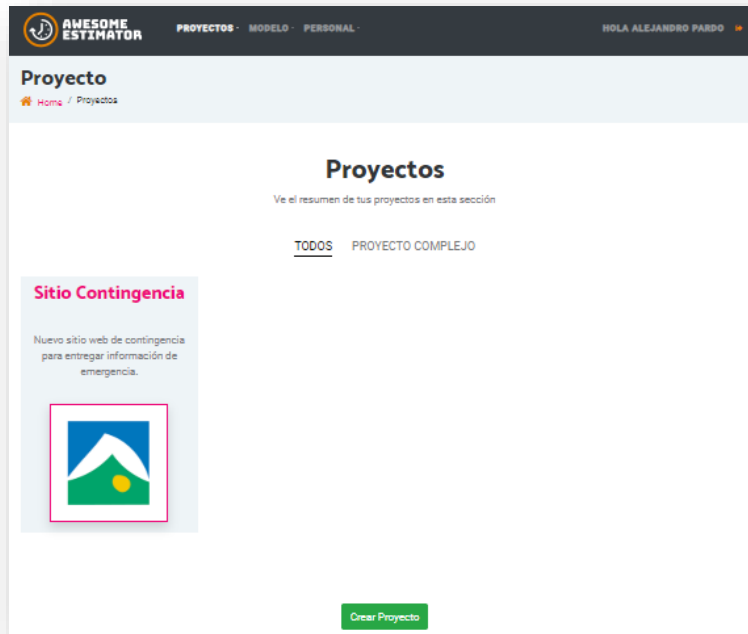 AWESOME
ESTIMATOR
PROYECTOS MODELO PERSONAL HOLA ALEJANDRO PARDO
Proyecto
Home / Proyectos
Proyectos
Ve el resumen de tus proyectos en esta sección
TODOS PROYECTO COMPLEJO
Sitio Contingencia
Nuevo sitio web de contingencia
para entregar información de
emergencia.
Crear Proyecto